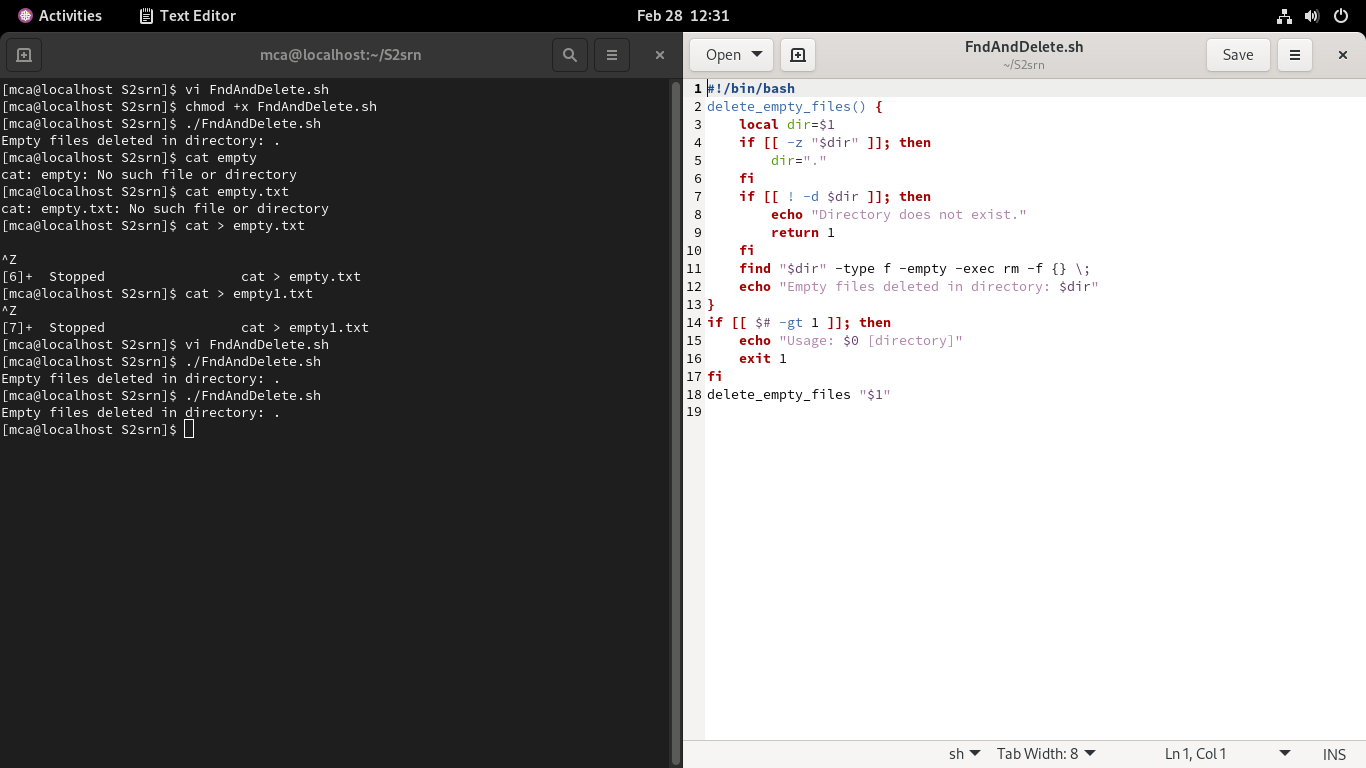 Activities
Text Editor
Feb 28 12:31
mca@localhost:~/S2srn
[mca@localhost S2srn]$ vi FndAndDelete.sh
[mca@localhost S2srn]$ chmod +x FndAndDelete.sh
[mca@localhost S2srn]$ ./FndAndDelete.sh
Empty files deleted in directory: .
[mca@localhost S2srn]$ cat empty
cat: empty: No such file or directory
[mca@localhost S2srn]$ cat empty.txt
cat: empty.txt: No such file or directory
[mca@localhost S2srn]$ cat > empty.txt
^Z
[6]+  Stopped                 cat > empty.txt
[mca@localhost S2srn]$ cat > empty1.txt
^Z
[7]+  Stopped                 cat > empty1.txt
[mca@localhost S2srn]$ vi FndAndDelete.sh
[mca@localhost S2srn]$ ./FndAndDelete.sh
Empty files deleted in directory: .
[mca@localhost S2srn]$ ./FndAndDelete.sh
Empty files deleted in directory: .
[mca@localhost S2srn]$
Open
FndAndDelete.sh
~/S2srn
Save
1 #!/bin/bash
2 delete_empty_files() {
3     local dir=$1
4     if [[ -z "$dir" ]]; then
5         dir="."
6     fi
7     if [[ ! -d $dir ]]; then
8         echo "Directory does not exist."
9         return 1
10     fi
11     find "$dir" -type f -empty -exec rm -f {} \;
12     echo "Empty files deleted in directory: $dir"
13 }
14 if [[ $# -gt 1 ]]; then
15     echo "Usage: $0 [directory]"
16     exit 1
17 fi
18 delete_empty_files "$1"
19
sh
Tab Width: 8
Ln 1, Col 1
INS